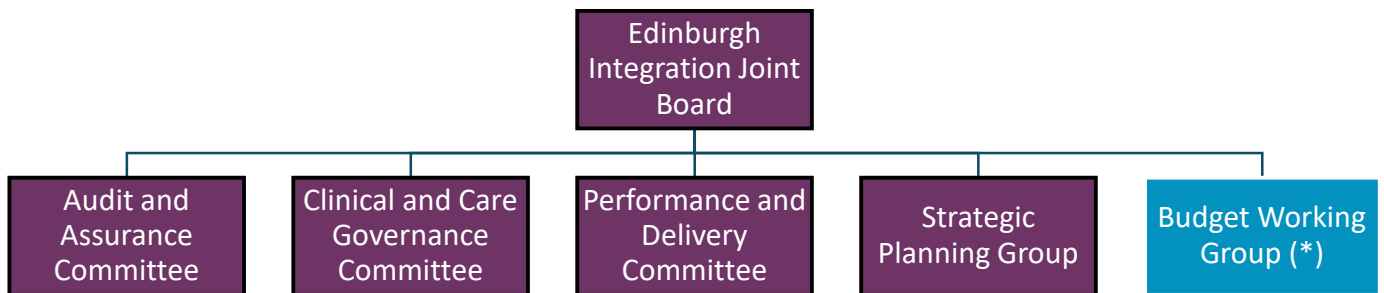 Edinburgh
Integration Joint
Board
Audit and
Assurance
Committee
Clinical and Care
Governance
Committee
Performance and
Delivery
Committee
Strategic
Planning Group
Budget Working
Group (*)